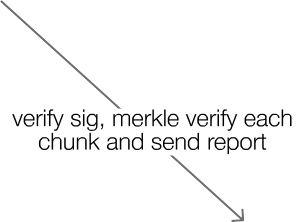 verify sig, merkle verify each
chunk and send report